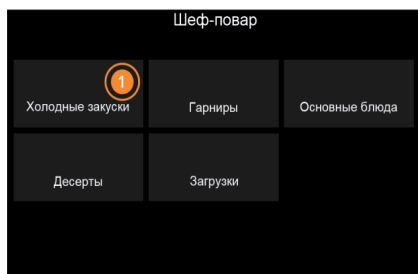 Шеф-повар
1
Холодные закуски
Гарниры
Основные блюда
Десерты
Загрузки